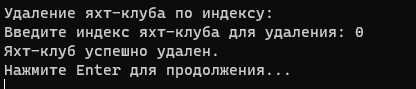 Удаление яхт-клуба по индексу:
Введите индекс яхт-клуба для удаления: 0
Яхт-клуб успешно удален.
Нажмите Enter для продолжения...